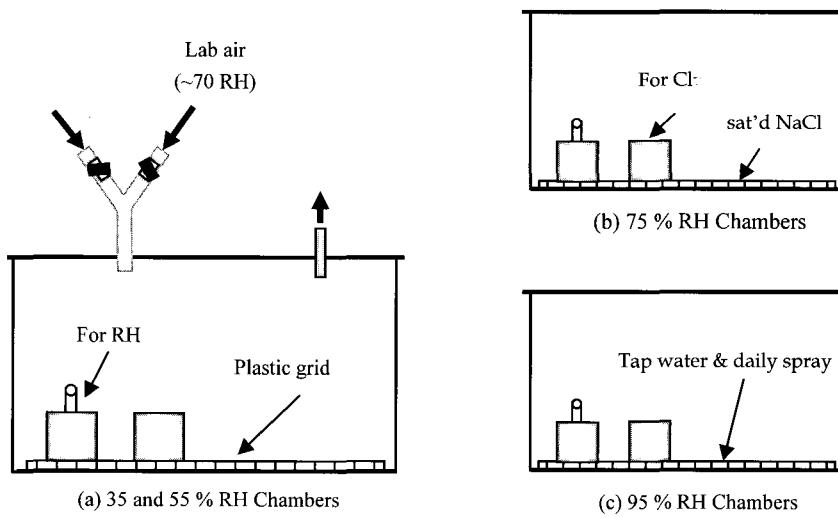 Lab air
(~70 RH)
For RH
Plastic grid
(a) 35 and 55 % RH Chambers
For Cl-
sat'd NaCl
(b) 75 % RH Chambers
Tap water & daily spray
(c) 95 % RH Chambers